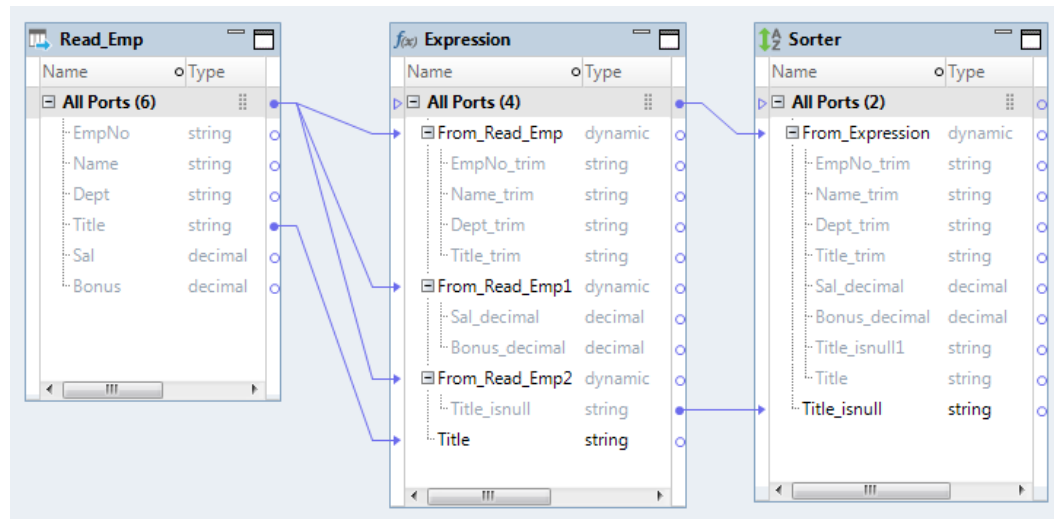 Read_Emp
Name Type
All Ports (6)
EmpNo string
Name string
Dept string
Title string
Sal decimal
Bonus decimal
f(x) Expression
Name Type
All Ports (4)
From_Read_Emp dynamic
EmpNo_trim string
Name_trim string
Dept_trim string
Title_trim string
From_Read_Emp1 dynamic
Sal_decimal decimal
Bonus_decimal decimal
From_Read_Emp2 dynamic
Title_isnull string
Title string
A Z Sorter
Name Type
All Ports (2)
From_Expression dynamic
EmpNo_trim string
Name_trim string
Dept_trim string
Title_trim string
Sal_decimal decimal
Bonus_decimal decimal
Title_isnull1 string
Title string
Title_isnull string